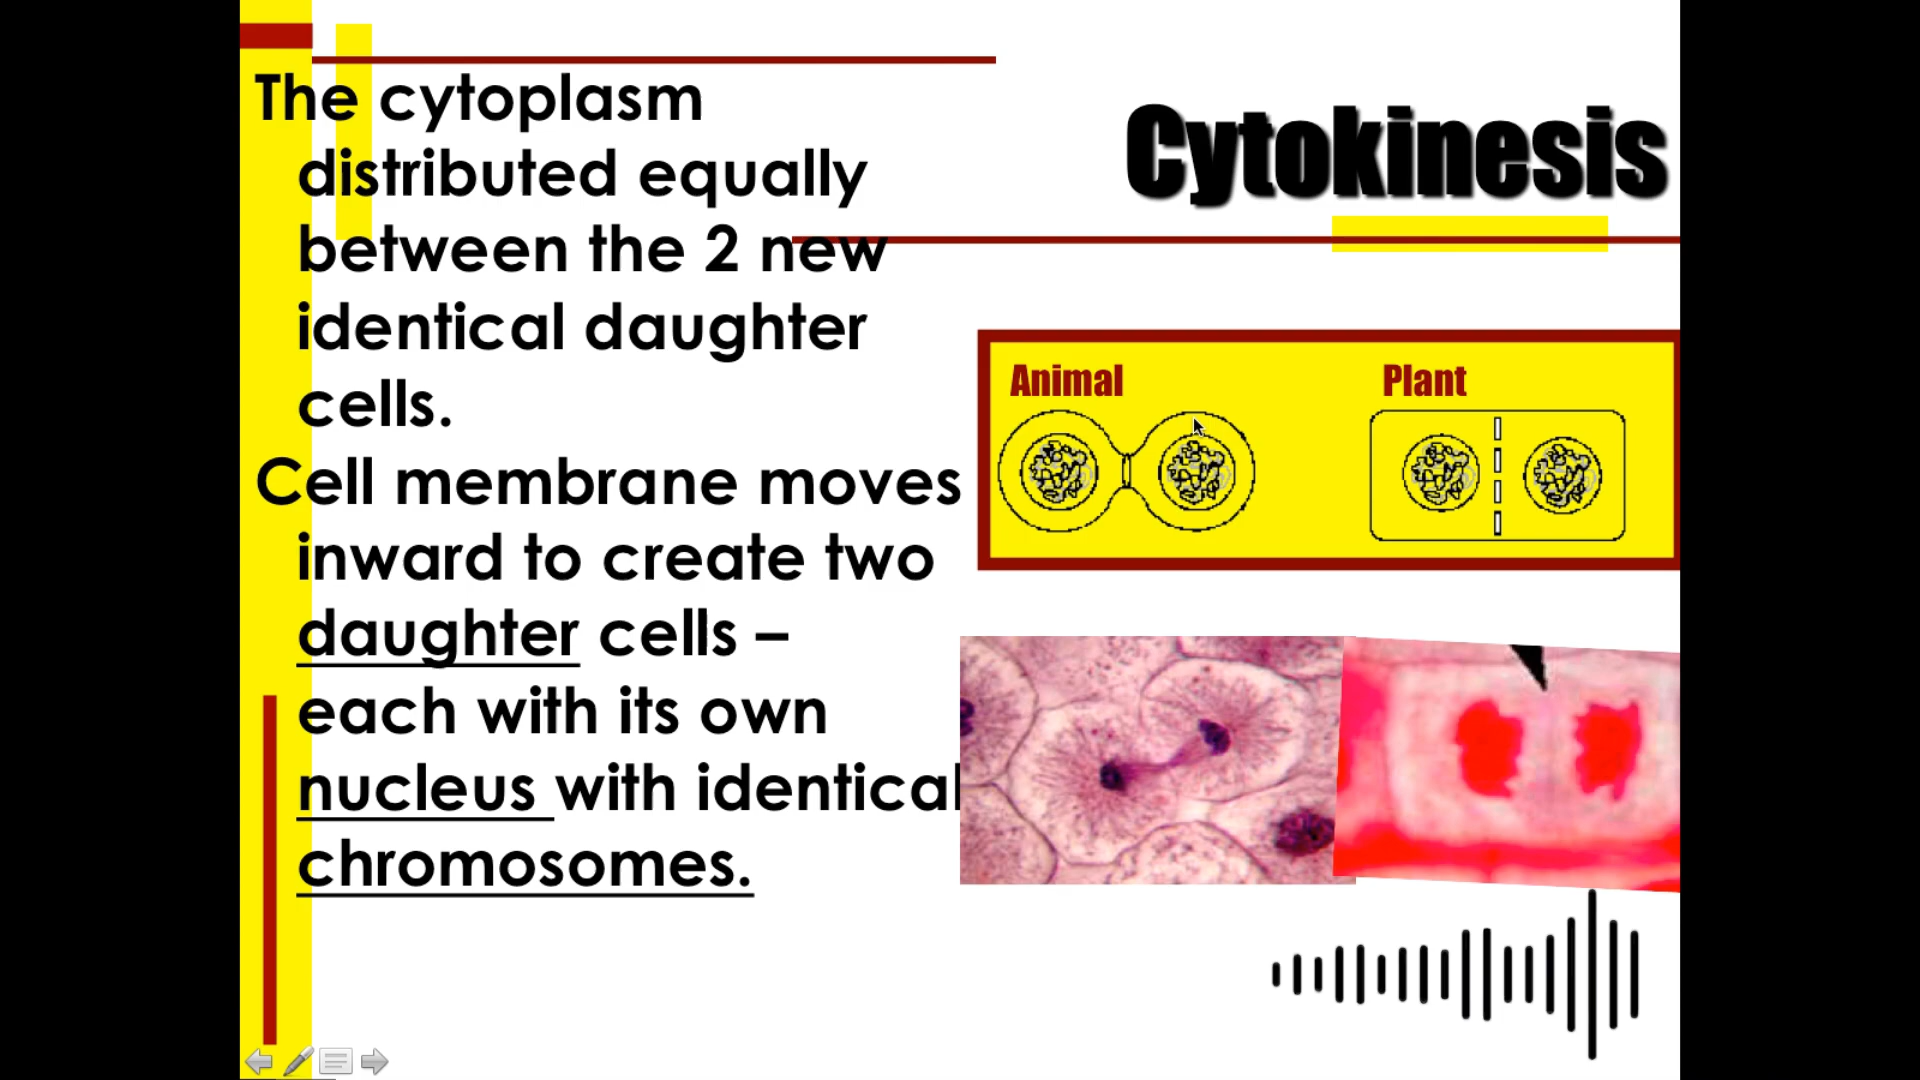 The cytoplasm
distributed equally
between the 2 new
identical daughter
cells.
Cell membrane moves
inward to create two
daughter cells –
each with its own
nucleus with identical
chromosomes.
Cytokinesis
Animal
Plant